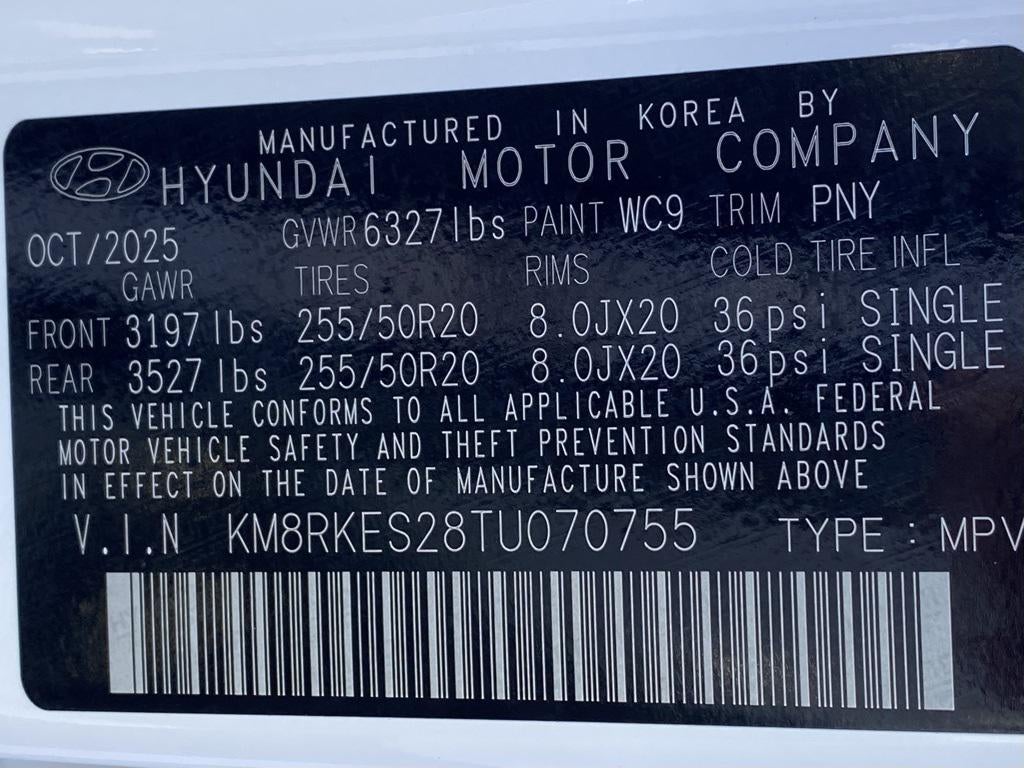 MANUFACTURED IN KOREA BY
HYUNDAI MOTOR COMPANY
OCT/2025 GVWR 6327lbs PAINT WC9 TRIM PNY
GAWR TIRES RIMS COLD TIRE INFL
FRONT 3197lbs 255/50R20 8.0JX20 36psi SINGLE
REAR 3527lbs 255/50R20 8.0JX20 36psi SINGLE
THIS VEHICLE CONFORMS TO ALL APPLICABLE U.S.A. FEDERAL
MOTOR VEHICLE SAFETY AND THEFT PREVENTION STANDARDS
IN EFFECT ON THE DATE OF MANUFACTURE SHOWN ABOVE
V.I.N KM8RKES28TU070755 TYPE : MPV